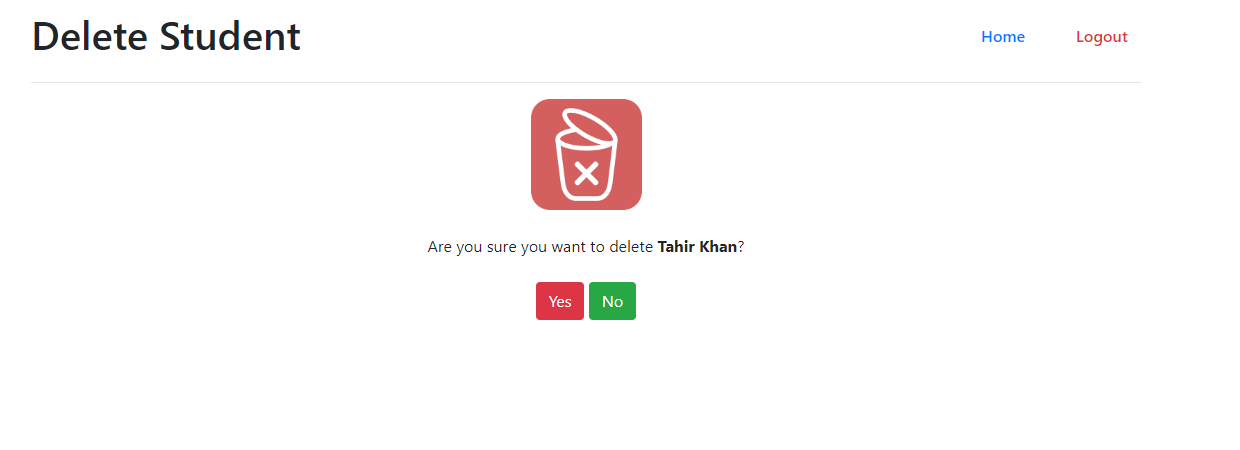 Delete Student
Home
Logout
Are you sure you want to delete Tahir Khan?
Yes
No